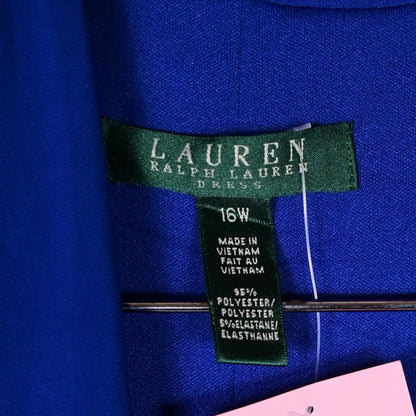 LAUREN
RALPH LAUREN
DRESS
16W
MADE IN
VIETNAM
FAIT AU
VIETNAM
95%
POLYESTER/
POLYESTER
5%ELASTANE/
ELASTHANNE